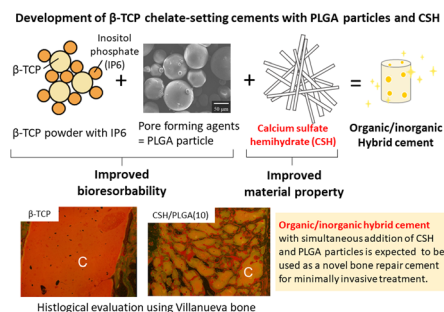 Development of β-TCP chelate-setting cements with PLGA particles and CSH
Inositol
phosphate
(IP6)
β-TCP
+
+
=
50 μm
β-TCP powder with IP6
Pore forming agents
= PLGA particle
Calcium sulfate
hemihydrate (CSH)
Organic/inorganic
Hybrid cement
Improved
bioresorbability
Improved
material property
β-TCP
C
CSH/PLGA(10)
C
Organic/inorganic hybrid cement
with simultaneous addition of CSH
and PLGA particles is expected to be
used as a novel bone repair cement
for minimally invasive treatment.
Histlogical evaluation using Villanueva bone